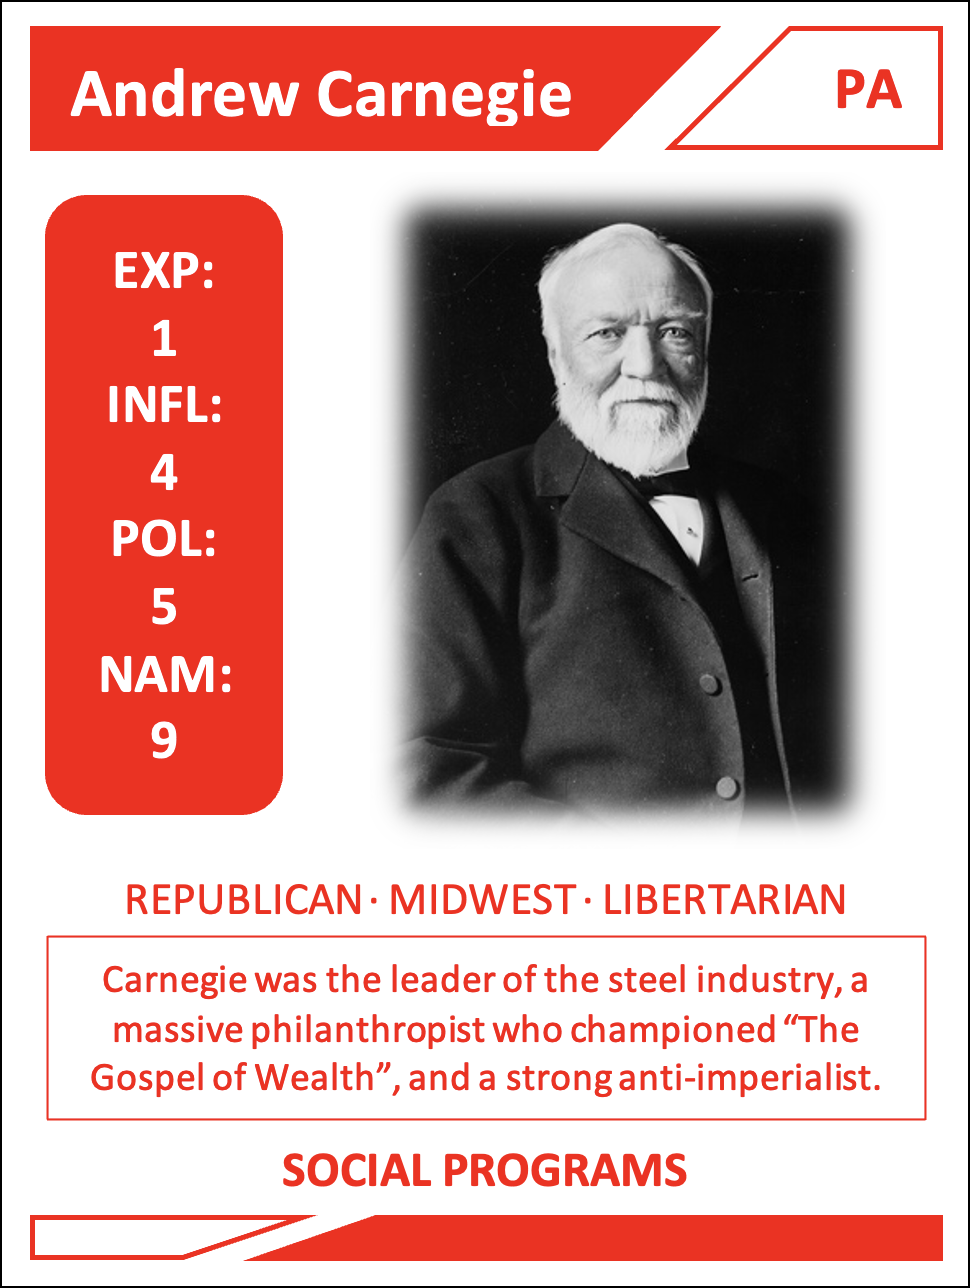 Andrew Carnegie
PA
EXP:
1
INFL:
4
POL:
5
NAM:
9
REPUBLICAN · MIDWEST · LIBERTARIAN
Carnegie was the leader of the steel industry, a
massive philanthropist who championed “The
Gospel of Wealth”, and a strong anti-imperialist.
SOCIAL PROGRAMS